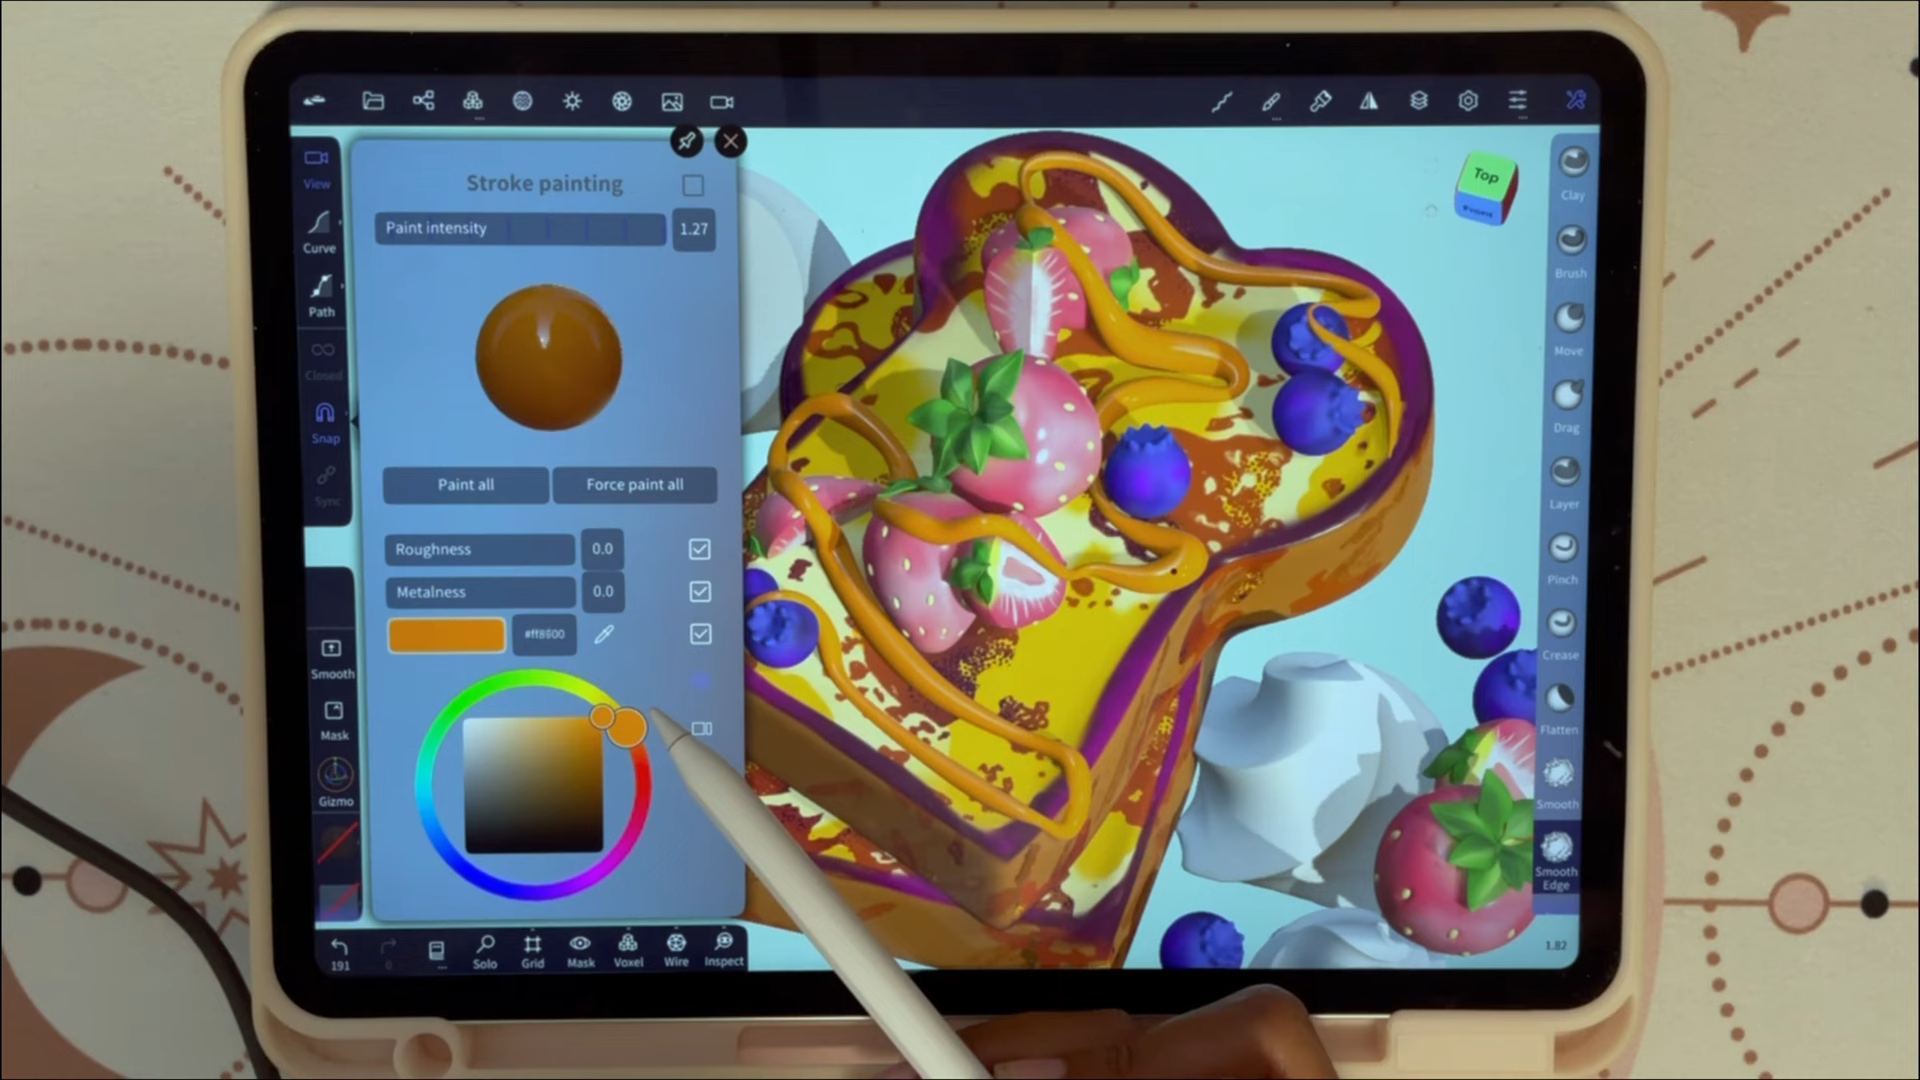 View
Curve
Path
Closed
Snap
Sync
Smooth
Mask
Gizmo
Stroke painting
Paint intensity 1.27
Paint all Force paint all
Roughness 0.0
Metalness 0.0
Top
Clay
Brush
Move
Drag
Layer
Pinch
Crease
Flatten
Smooth
Smooth
Edge
1.82
191 0 ... Solo Grid Mask Voxel Wire Inspect